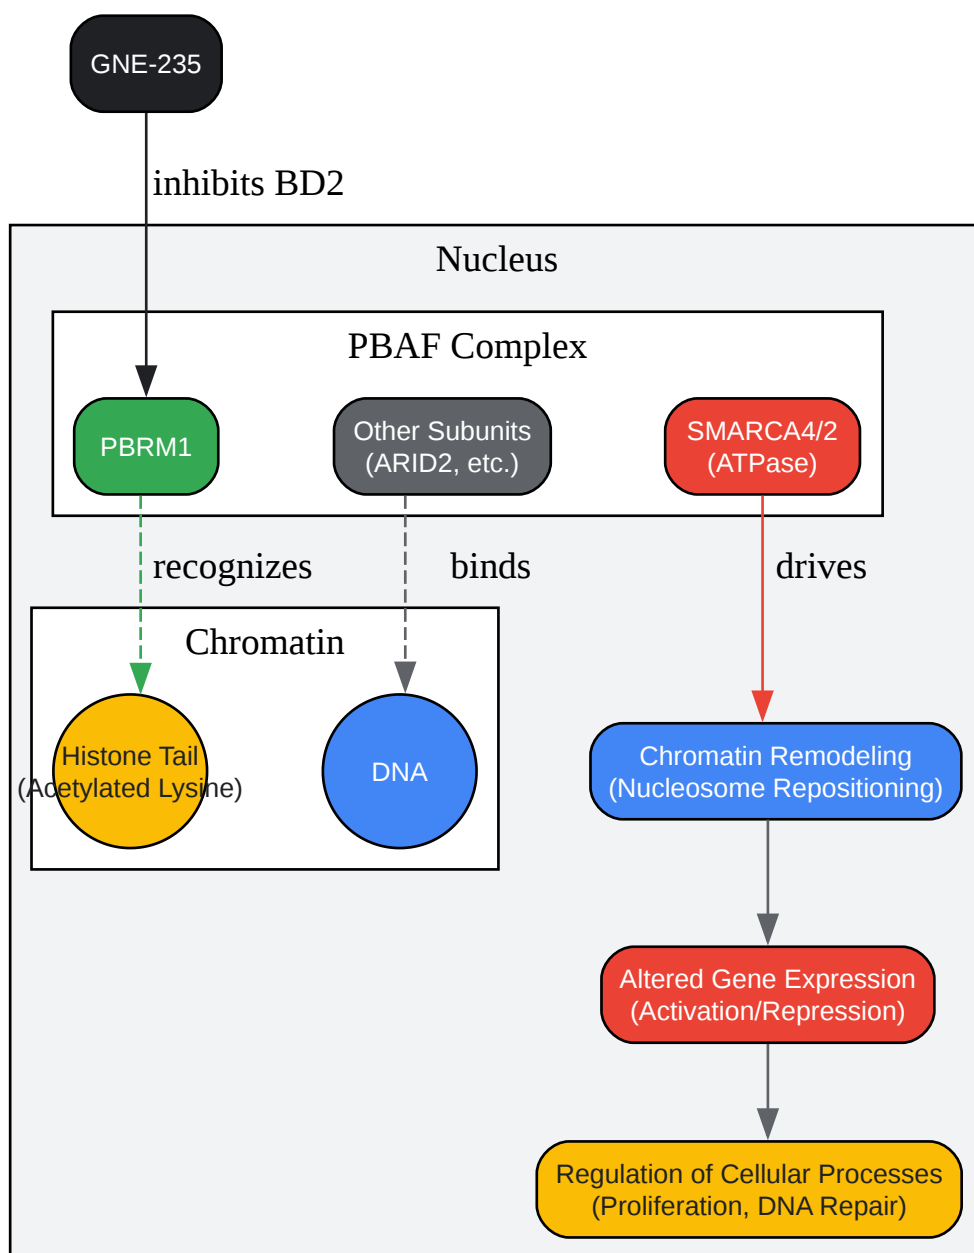 GNE-235
inhibits BD2
Nucleus
PBAF Complex
PBRM1
Other Subunits
(ARID2, etc.)
SMARCA4/2
(ATPase)
recognizes
binds
drives
Chromatin
Histone Tail
(Acetylated Lysine)
DNA
Chromatin Remodeling
(Nucleosome Repositioning)
Altered Gene Expression
(Activation/Repression)
Regulation of Cellular Processes
(Proliferation, DNA Repair)